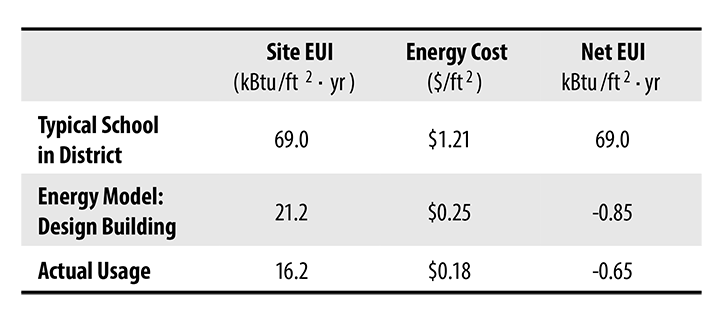 Site EUI Energy Cost Net EUI
(kBtu/ft 2 · yr ) ($/ft 2 ) kBtu /ft 2 · yr
Typical School
in District 69.0 $1.21 69.0
Energy Model:
Design Building 21.2 $0.25 -0.85
Actual Usage 16.2 $0.18 -0.65